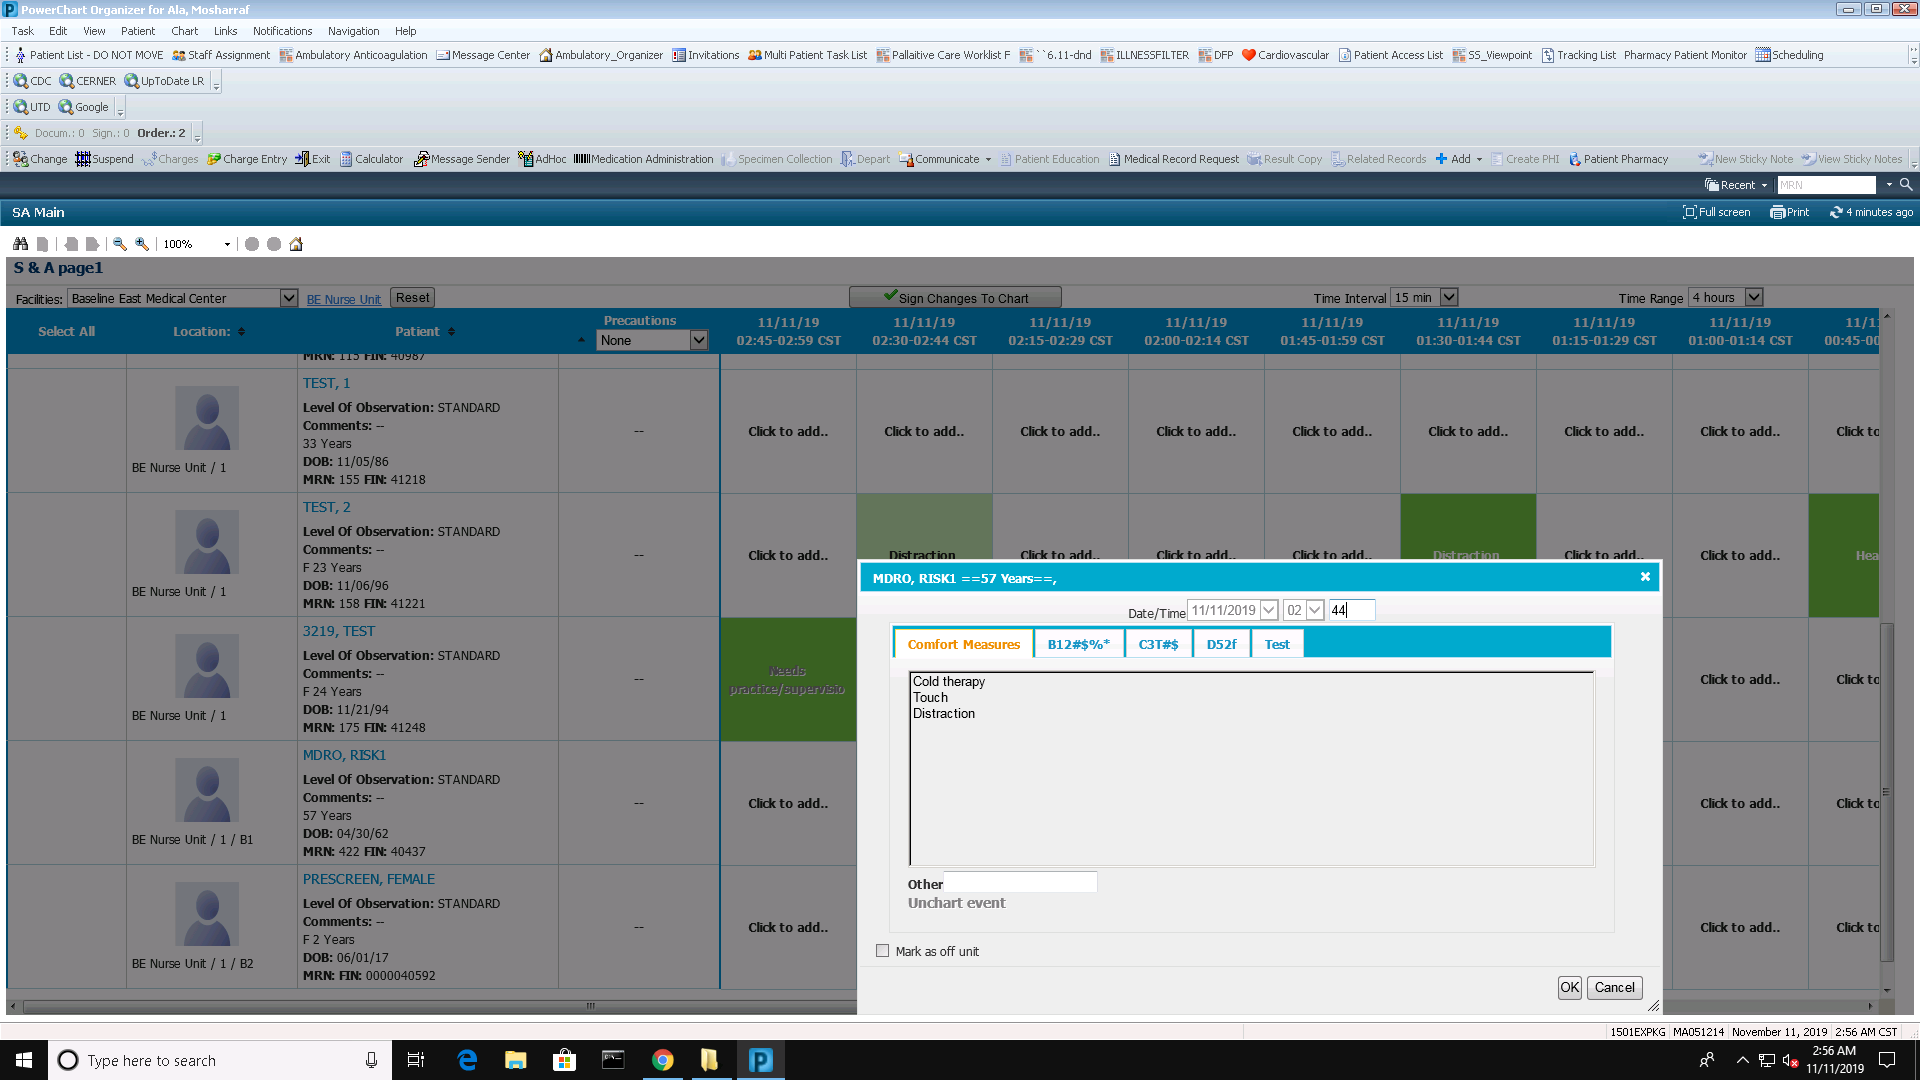 PowerChart Organizer for Ala, Mosharraf
Task Edit View Patient Chart Links Notifications Navigation Help
Patient List - DO NOT MOVE Staff Assignment Ambulatory Anticoagulation Message Center Ambulatory_Organizer Invitations Multi Patient Task List Pallaitive Care Worklist F ``6.11-dnd ILLNESSFILTER DFP Cardiovascular Patient Access List SS_Viewpoint Tracking List Pharmacy Patient Monitor Scheduling
CDC CERNER UpToDate LR
UTD Google
Docum.: 0 Sign.: 0 Order.: 2
Change Suspend Charges Charge Entry Exit Calculator Message Sender AdHoc Medication Administration Specimen Collection Depart Communicate Patient Education Medical Record Request Result Copy Related Records Add Create PHI Patient Pharmacy New Sticky Note View Sticky Notes
Recent MRN
SA Main Full screen Print 4 minutes ago
100%
S & A page1
Facilities: Baseline East Medical Center BE Nurse Unit Reset Sign Changes To Chart Time Interval 15 min Time Range 4 hours
Select All Location: Patient Precautions None
11/11/19 11/11/19 11/11/19 11/11/19 11/11/19 11/11/19 11/11/19 11/11/19 11/1
02:45-02:59 CST 02:30-02:44 CST 02:15-02:29 CST 02:00-02:14 CST 01:45-01:59 CST 01:30-01:44 CST 01:15-01:29 CST 01:00-01:14 CST 00:45-00
MRN: 115 FIN: 40987
TEST, 1
Level Of Observation: STANDARD
Comments: --
33 Years
DOB: 11/05/86
MRN: 155 FIN: 41218
BE Nurse Unit / 1
--
Click to add.. Click to add.. Click to add.. Click to add.. Click to add.. Click to add.. Click to add.. Click to add.. Click to
TEST, 2
Level Of Observation: STANDARD
Comments: --
F 23 Years
DOB: 11/06/96
MRN: 158 FIN: 41221
BE Nurse Unit / 1
--
Click to add.. Distraction Click to add.. Click to add.. Click to add.. Distraction Click to add.. Click to add.. Hea
3219, TEST
Level Of Observation: STANDARD
Comments: --
F 24 Years
DOB: 11/21/94
MRN: 175 FIN: 41248
BE Nurse Unit / 1
--
Needs
practice/supervisio
Click to add.. Click to
MDRO, RISK1
Level Of Observation: STANDARD
Comments: --
57 Years
DOB: 04/30/62
MRN: 422 FIN: 40437
BE Nurse Unit / 1 / B1
--
Click to add.. Click to add.. Click to
PRESCREEN, FEMALE
Level Of Observation: STANDARD
Comments: --
F 2 Years
DOB: 06/01/17
MRN: FIN: 0000040592
BE Nurse Unit / 1 / B2
--
Click to add.. Click to add.. Click to
MDRO, RISK1 ==57 Years==,
Date/Time 11/11/2019 02 44
Comfort Measures B12#$%* C3T#$ D52f Test
Cold therapy
Touch
Distraction
Other
Unchart event
Mark as off unit
OK Cancel
1501EXPKG MA051214 November 11, 2019 2:56 AM CST
Type here to search
2:56 AM
11/11/2019